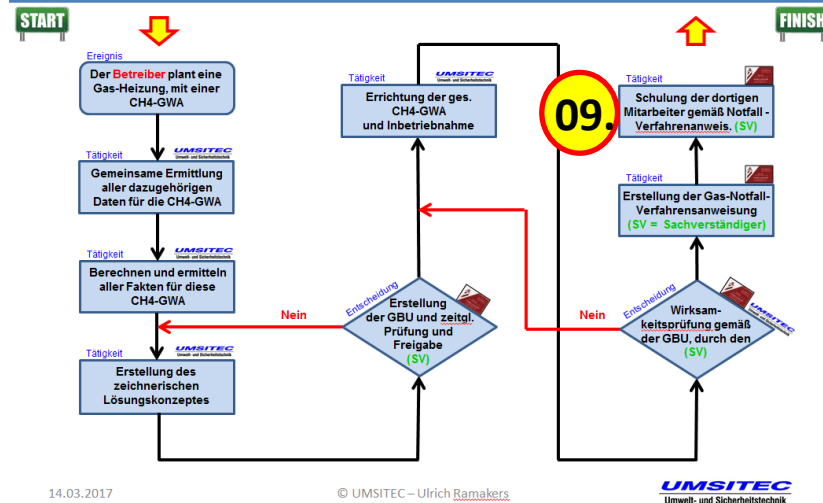 START
FINISH
Ereignis
Der Betreiber plant eine
Gas-Heizung, mit einer
CH4-GWA
Tätigkeit
UMSITEC
Umwelt- und Sicherheitstechnik
Gemeinsame Ermittlung
aller dazugehörigen
Daten für die CH4-GWA
Tätigkeit
UMSITEC
Umwelt- und Sicherheitstechnik
Berechnen und ermitteln
aller Fakten für diese
CH4-GWA
Tätigkeit
UMSITEC
Umwelt- und Sicherheitstechnik
Erstellung des
zeichnerischen
Lösungskonzeptes
Tätigkeit
UMSITEC
Umwelt- und Sicherheitstechnik
Errichtung der ges.
CH4-GWA
und Inbetriebnahme
Nein
Entscheidung
Erstellung
der GBU und zeitgl.
Prüfung und
Freigabe
(SV)
09.
Tätigkeit
Schulung der dortigen
Mitarbeiter gemäß Notfall -
Verfahrenanweis. (SV)
Tätigkeit
Erstellung der Gas-Notfall-
Verfahrensanweisung
(SV = Sachverständiger)
Nein
Entscheidung
UMSITEC
Wirksam-
keitsprüfung gemäß
der GBU, durch den
(SV)
14.03.2017
© UMSITEC – Ulrich Ramakers
UMSITEC
Umwelt- und Sicherheitstechnik